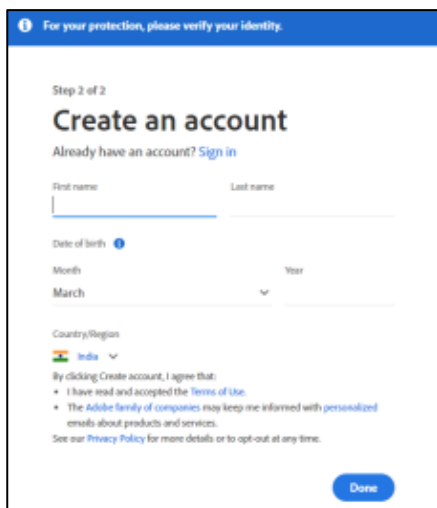 For your protection, please verify your identity.
Step 2 of 2
Create an account
Already have an account? Sign in
First name Last name
Date of birth
Month Year
March
Country/Region
India
By clicking Create account, I agree that:
• I have read and accepted the Terms of Use.
• The Adobe family of companies may keep me informed with personalized
emails about products and services.
See our Privacy Policy for more details or to opt-out at any time.
Done